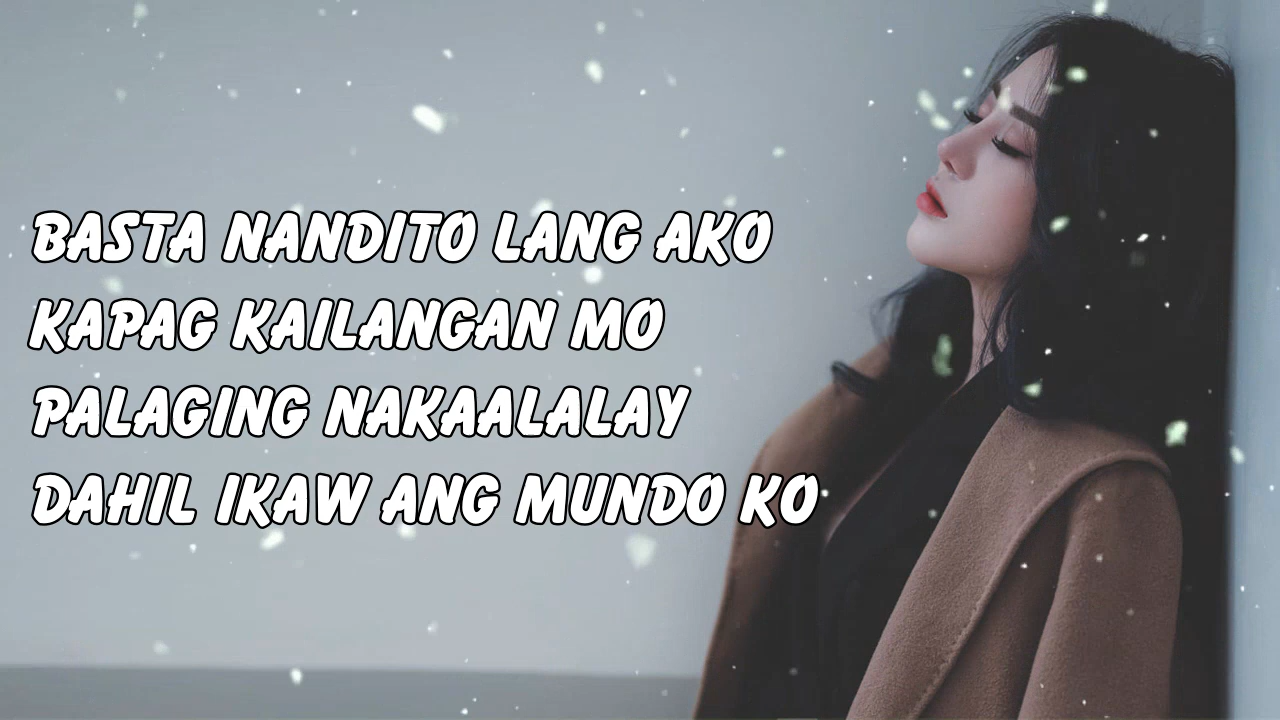 BASTA NANDITO LANG AKO
KAPAG KAILANGAN MO
PALAGING NAKAALALAY
DAHIL IKAW ANG MUNDO KO